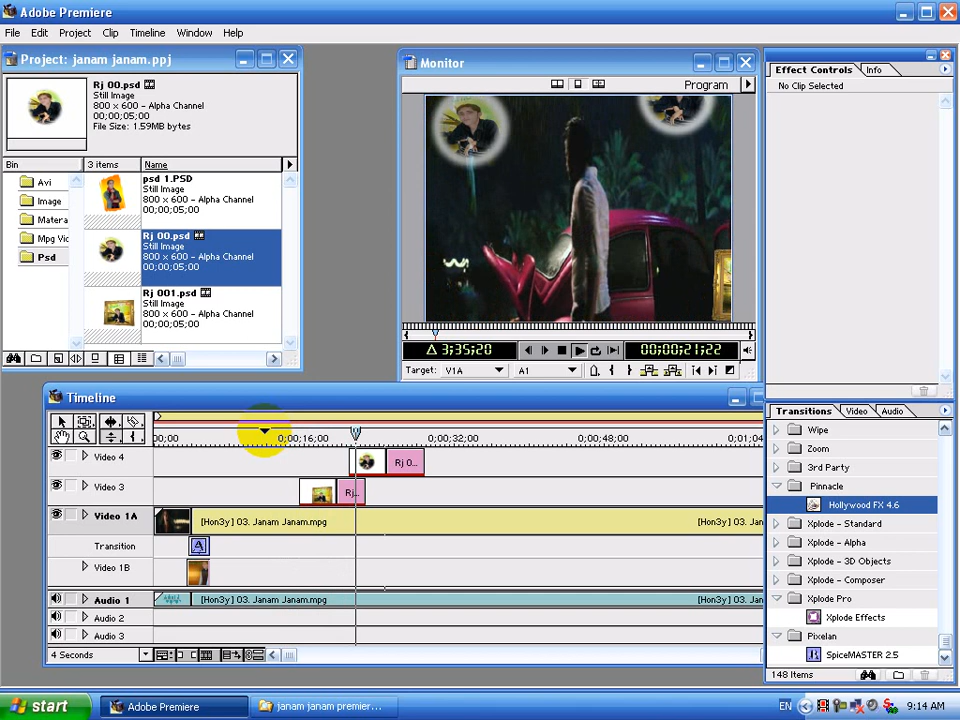 Adobe Premiere
File Edit Project Clip Timeline Window Help
Project: janam janam.ppj
Rj 00.psd
Still Image
800 x 600 - Alpha Channel
00;00;05;00
File Size: 1.59MB bytes
Bin 3 items Name
Avi
Image
Matera
Mpg Vic
Psd
psd 1.PSD
Still Image
800 x 600 - Alpha Channel
00;00;05;00
Rj 00.psd
Still Image
800 x 600 - Alpha Channel
00;00;05;00
Rj 001.psd
Still Image
800 x 600 - Alpha Channel
00;00;05;00
Monitor
Program
Δ 3;35;20 00;00;21;22
Target: V1A A1
Effect Controls Info
No Clip Selected
Timeline
00;00 0;00;16;00 0;00;32;00 0;00;48;00 0;01;04
Video 4 Rj 0...
Video 3 Rj...
Video 1A [Hon3y] 03. Janam Janam.mpg [Hon3y] 03. Jana
Transition A
Video 1B
Audio 1 [Hon3y] 03. Janam Janam.mpg [Hon3y] 03. Jana
Audio 2
Audio 3
4 Seconds
Transitions Video Audio
Wipe
Zoom
3rd Party
Pinnacle
Hollywood FX 4.6
Xplode - Standard
Xplode - Alpha
Xplode - 3D Objects
Xplode - Composer
Xplode Pro
Xplode Effects
Pixelan
SpiceMASTER 2.5
148 Items
start Adobe Premiere janam janam premier... EN 9:14 AM